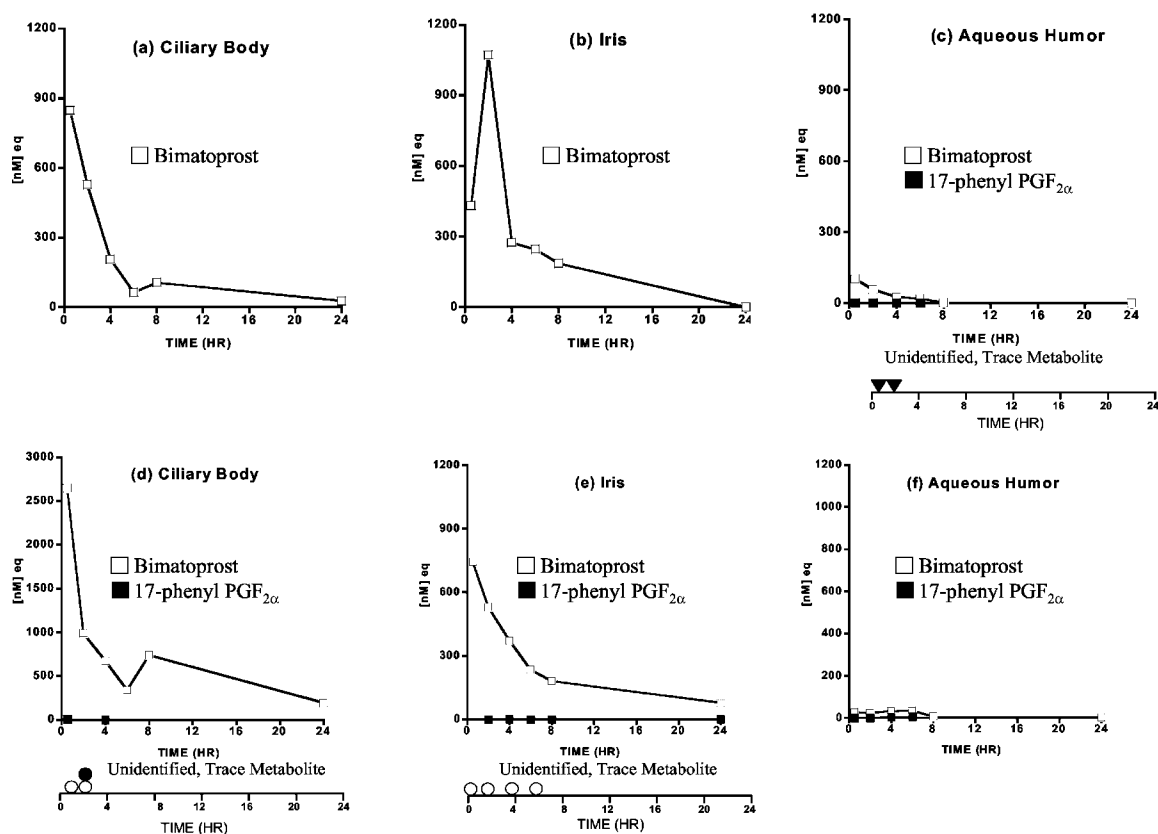 (a) Ciliary Body
[nM] eq
1200
900
600
300
0
Bimatoprost
0 4 8 12 16 20 24
TIME (HR)
(b) Iris
[nM] eq
1200
900
600
300
0
Bimatoprost
0 4 8 12 16 20 24
TIME (HR)
(c) Aqueous Humor
[nM] eq
1200
900
600
300
0
Bimatoprost
17-phenyl PGF2α
0 4 8 12 16 20 24
TIME (HR)
Unidentified, Trace Metabolite
0 4 8 12 16 20 22 24
TIME (HR)
(d) Ciliary Body
[nM] eq
3000
2500
2000
1500
1000
500
0
Bimatoprost
17-phenyl PGF2α
0 4 8 12 16 20 24
TIME (HR)
Unidentified, Trace Metabolite
0 4 8 12 16 20 22 24
TIME (HR)
(e) Iris
[nM] eq
1200
900
600
300
0
Bimatoprost
17-phenyl PGF2α
0 4 8 12 16 20 24
TIME (HR)
Unidentified, Trace Metabolite
0 4 8 12 16 20 22 24
TIME (HR)
(f) Aqueous Humor
[nM] eq
1200
1000
800
600
400
200
0
Bimatoprost
17-phenyl PGF2α
0 4 8 12 16 20 24
TIME (HR)